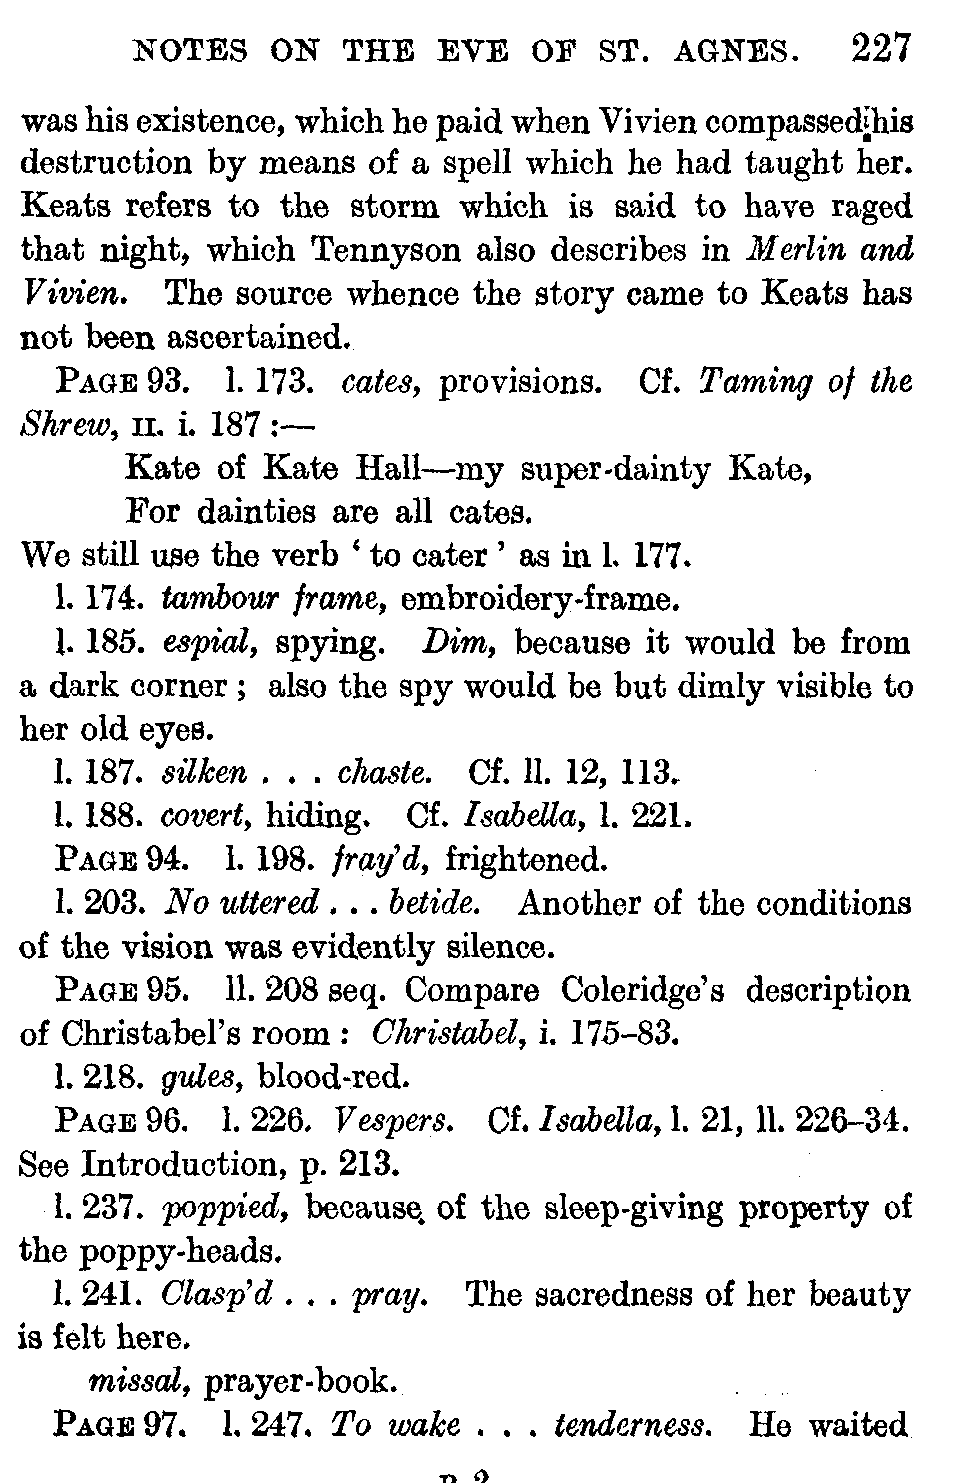 NOTES ON THE EVE OF ST. AGNES. 227
was his existence, which he paid when Vivien compassed his
destruction by means of a spell which he had taught her.
Keats refers to the storm which is said to have raged
that night, which Tennyson also describes in Merlin and
Vivien. The source whence the story came to Keats has
not been ascertained.
PAGE 93. l. 173. cates, provisions. Cf. Taming of the
Shrew, II. i. 187 :—
Kate of Kate Hall—my super-dainty Kate,
For dainties are all cates.
We still use the verb ‘ to cater ’ as in l. 177.
l. 174. tambour frame, embroidery-frame.
l. 185. espial, spying. Dim, because it would be from
a dark corner ; also the spy would be but dimly visible to
her old eyes.
l. 187. silken . . . chaste. Cf. ll. 12, 113.
l. 188. covert, hiding. Cf. Isabella, l. 221.
PAGE 94. l. 198. fray’d, frightened.
l. 203. No uttered . . . betide. Another of the conditions
of the vision was evidently silence.
PAGE 95. ll. 208 seq. Compare Coleridge’s description
of Christabel’s room : Christabel, i. 175–83.
l. 218. gules, blood-red.
PAGE 96. l. 226. Vespers. Cf. Isabella, l. 21, ll. 226–34.
See Introduction, p. 213.
l. 237. poppied, because of the sleep-giving property of
the poppy-heads.
l. 241. Clasp’d . . . pray. The sacredness of her beauty
is felt here.
missal, prayer-book.
PAGE 97. l. 247. To wake . . . tenderness. He waited